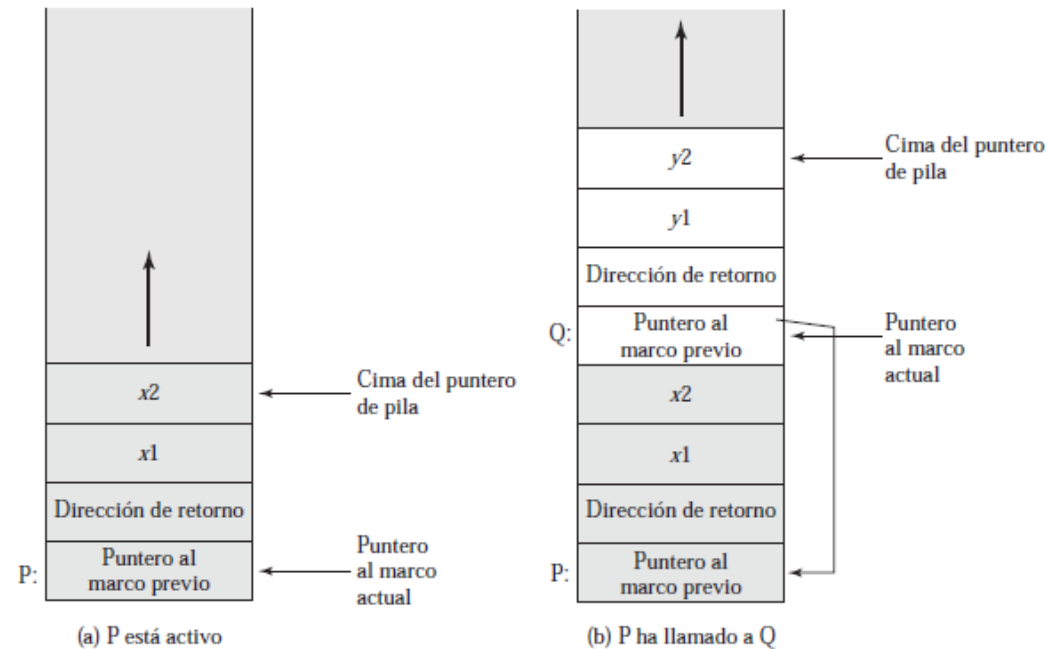 x2
Cima del puntero
de pila
x1
Dirección de retorno
P:
Puntero al
marco previo
Puntero
al marco
actual
(a) P está activo
y2
Cima del puntero
de pila
y1
Dirección de retorno
Q:
Puntero al
marco previo
Puntero
al marco
actual
x2
x1
Dirección de retorno
P:
Puntero al
marco previo
(b) P ha llamado a Q